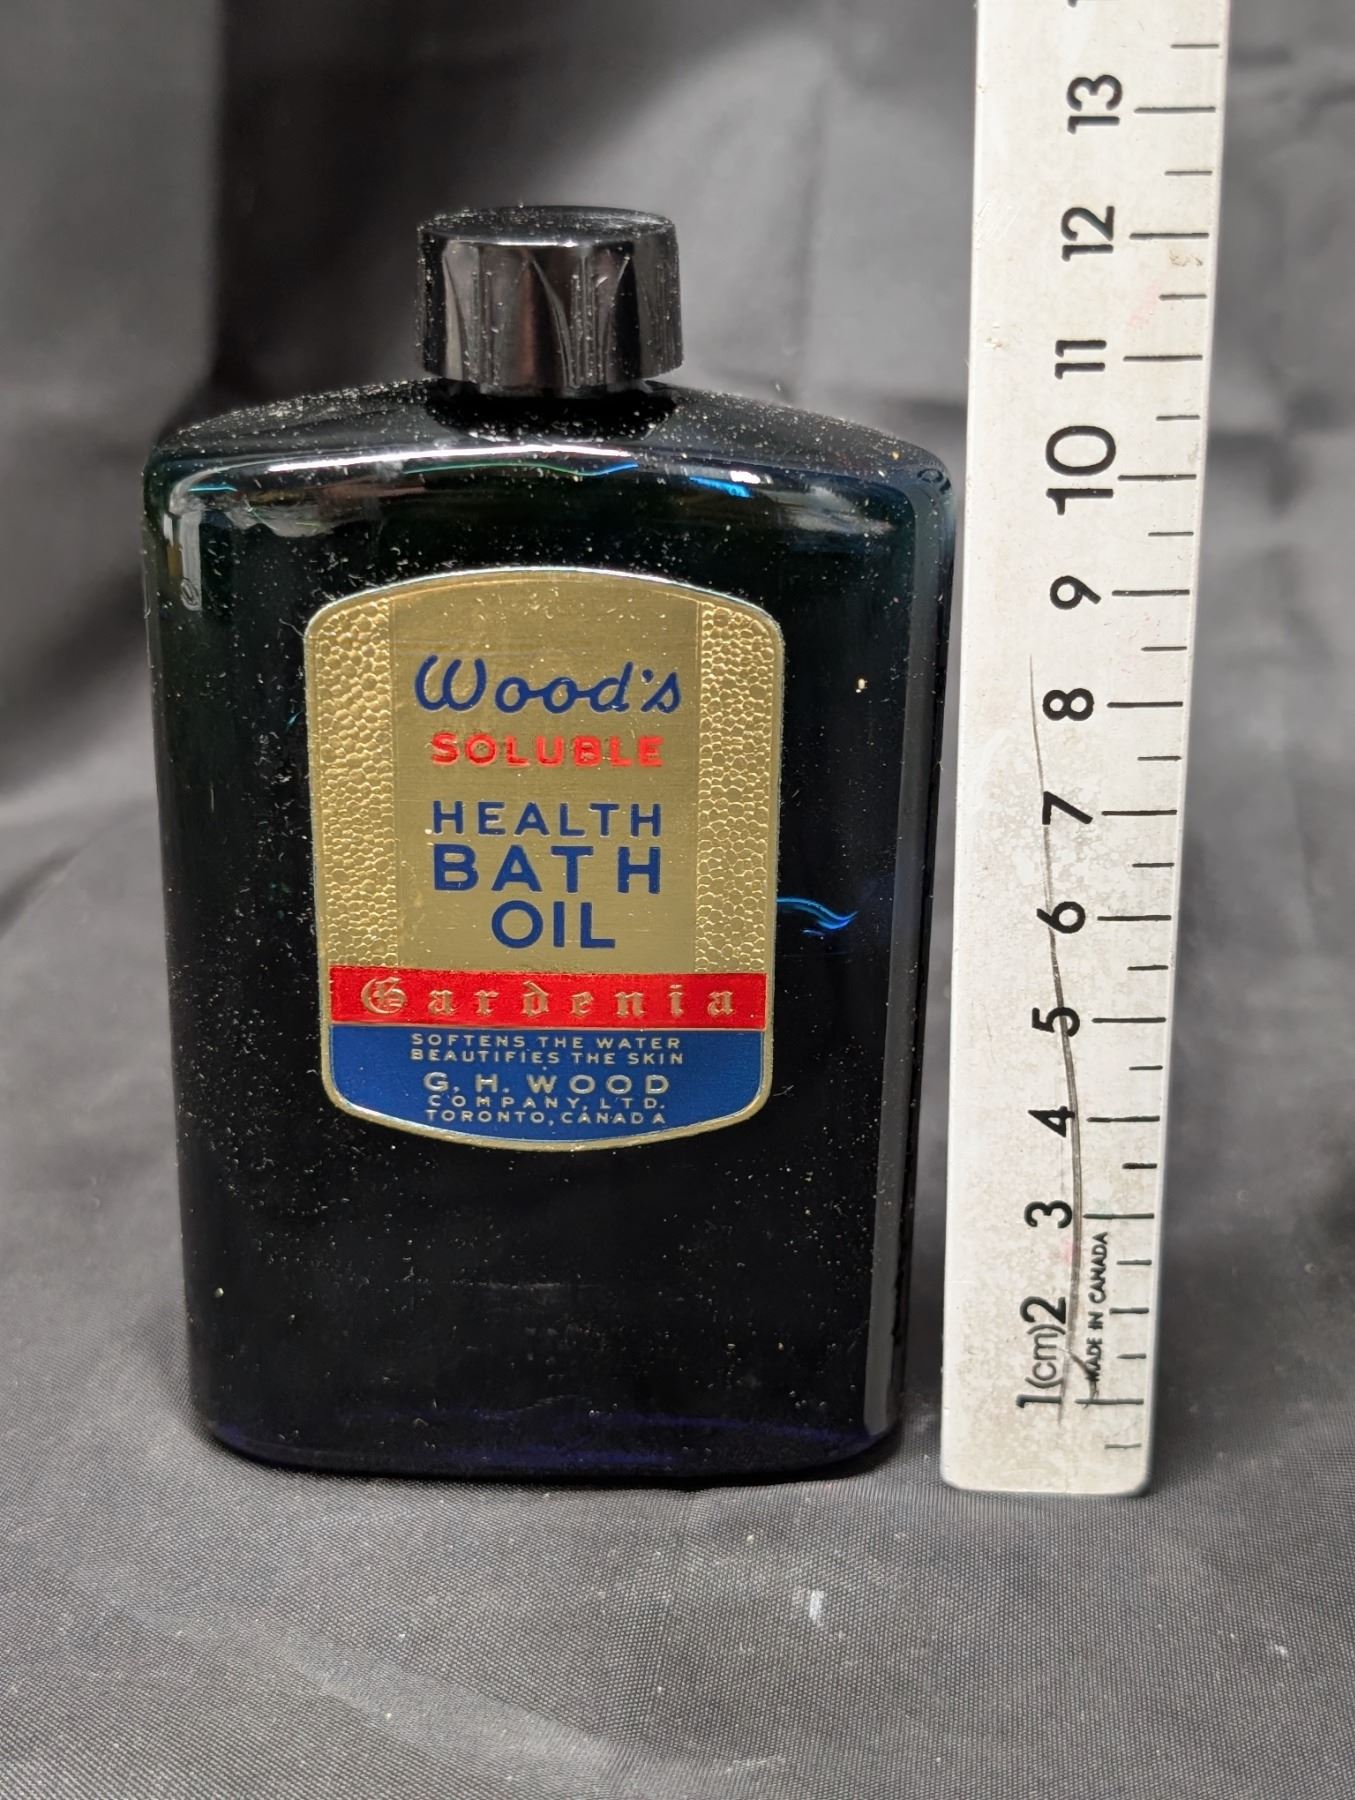 Wood's
SOLUBLE
HEALTH
BATH
OIL
Gardenia
SOFTENS THE WATER
BEAUTIFIES THE SKIN
G. H. WOOD
COMPANY, LTD.
TORONTO, CANADA
13
12
11
10
9
8
7
6
5
4
3
2
1(cm)
MADE IN CANADA